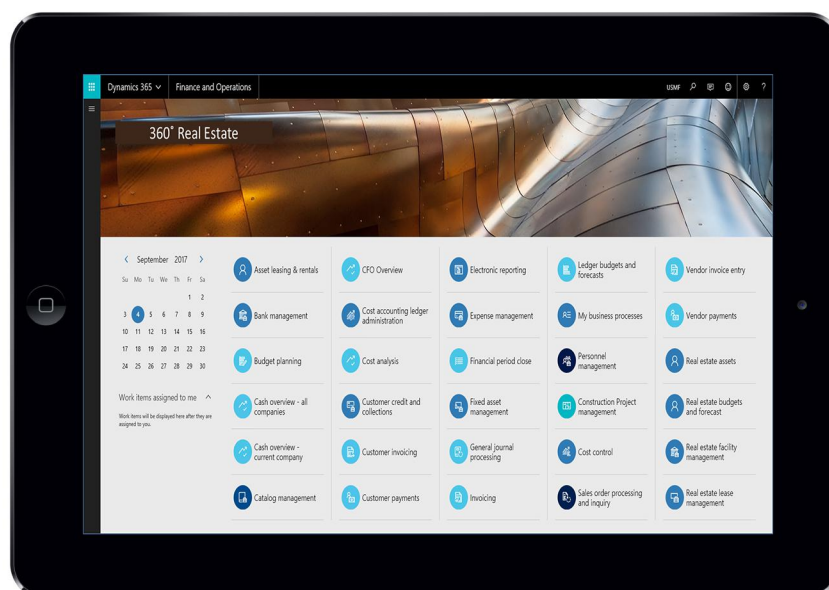 Dynamics 365
Finance and Operations
USMF
?
360° Real Estate
September 2017
Su Mo Tu We Th Fr Sa
1 2
3 4 5 6 7 8 9
10 11 12 13 14 15 16
17 18 19 20 21 22 23
24 25 26 27 28 29 30
Work items assigned to me
Work items will be displayed here after they are
assigned to you.
Asset leasing & rentals
Bank management
Budget planning
Cash overview - all
companies
Cash overview -
current company
Catalog management
CFO Overview
Cost accounting ledger
administration
Cost analysis
Customer credit and
collections
Customer invoicing
Customer payments
Electronic reporting
Expense management
Financial period close
Fixed asset
management
General journal
processing
Invoicing
Ledger budgets and
forecasts
My business processes
Personnel
management
Construction Project
management
Cost control
Sales order processing
and inquiry
Vendor invoice entry
Vendor payments
Real estate assets
Real estate budgets
and forecast
Real estate facility
management
Real estate lease
management